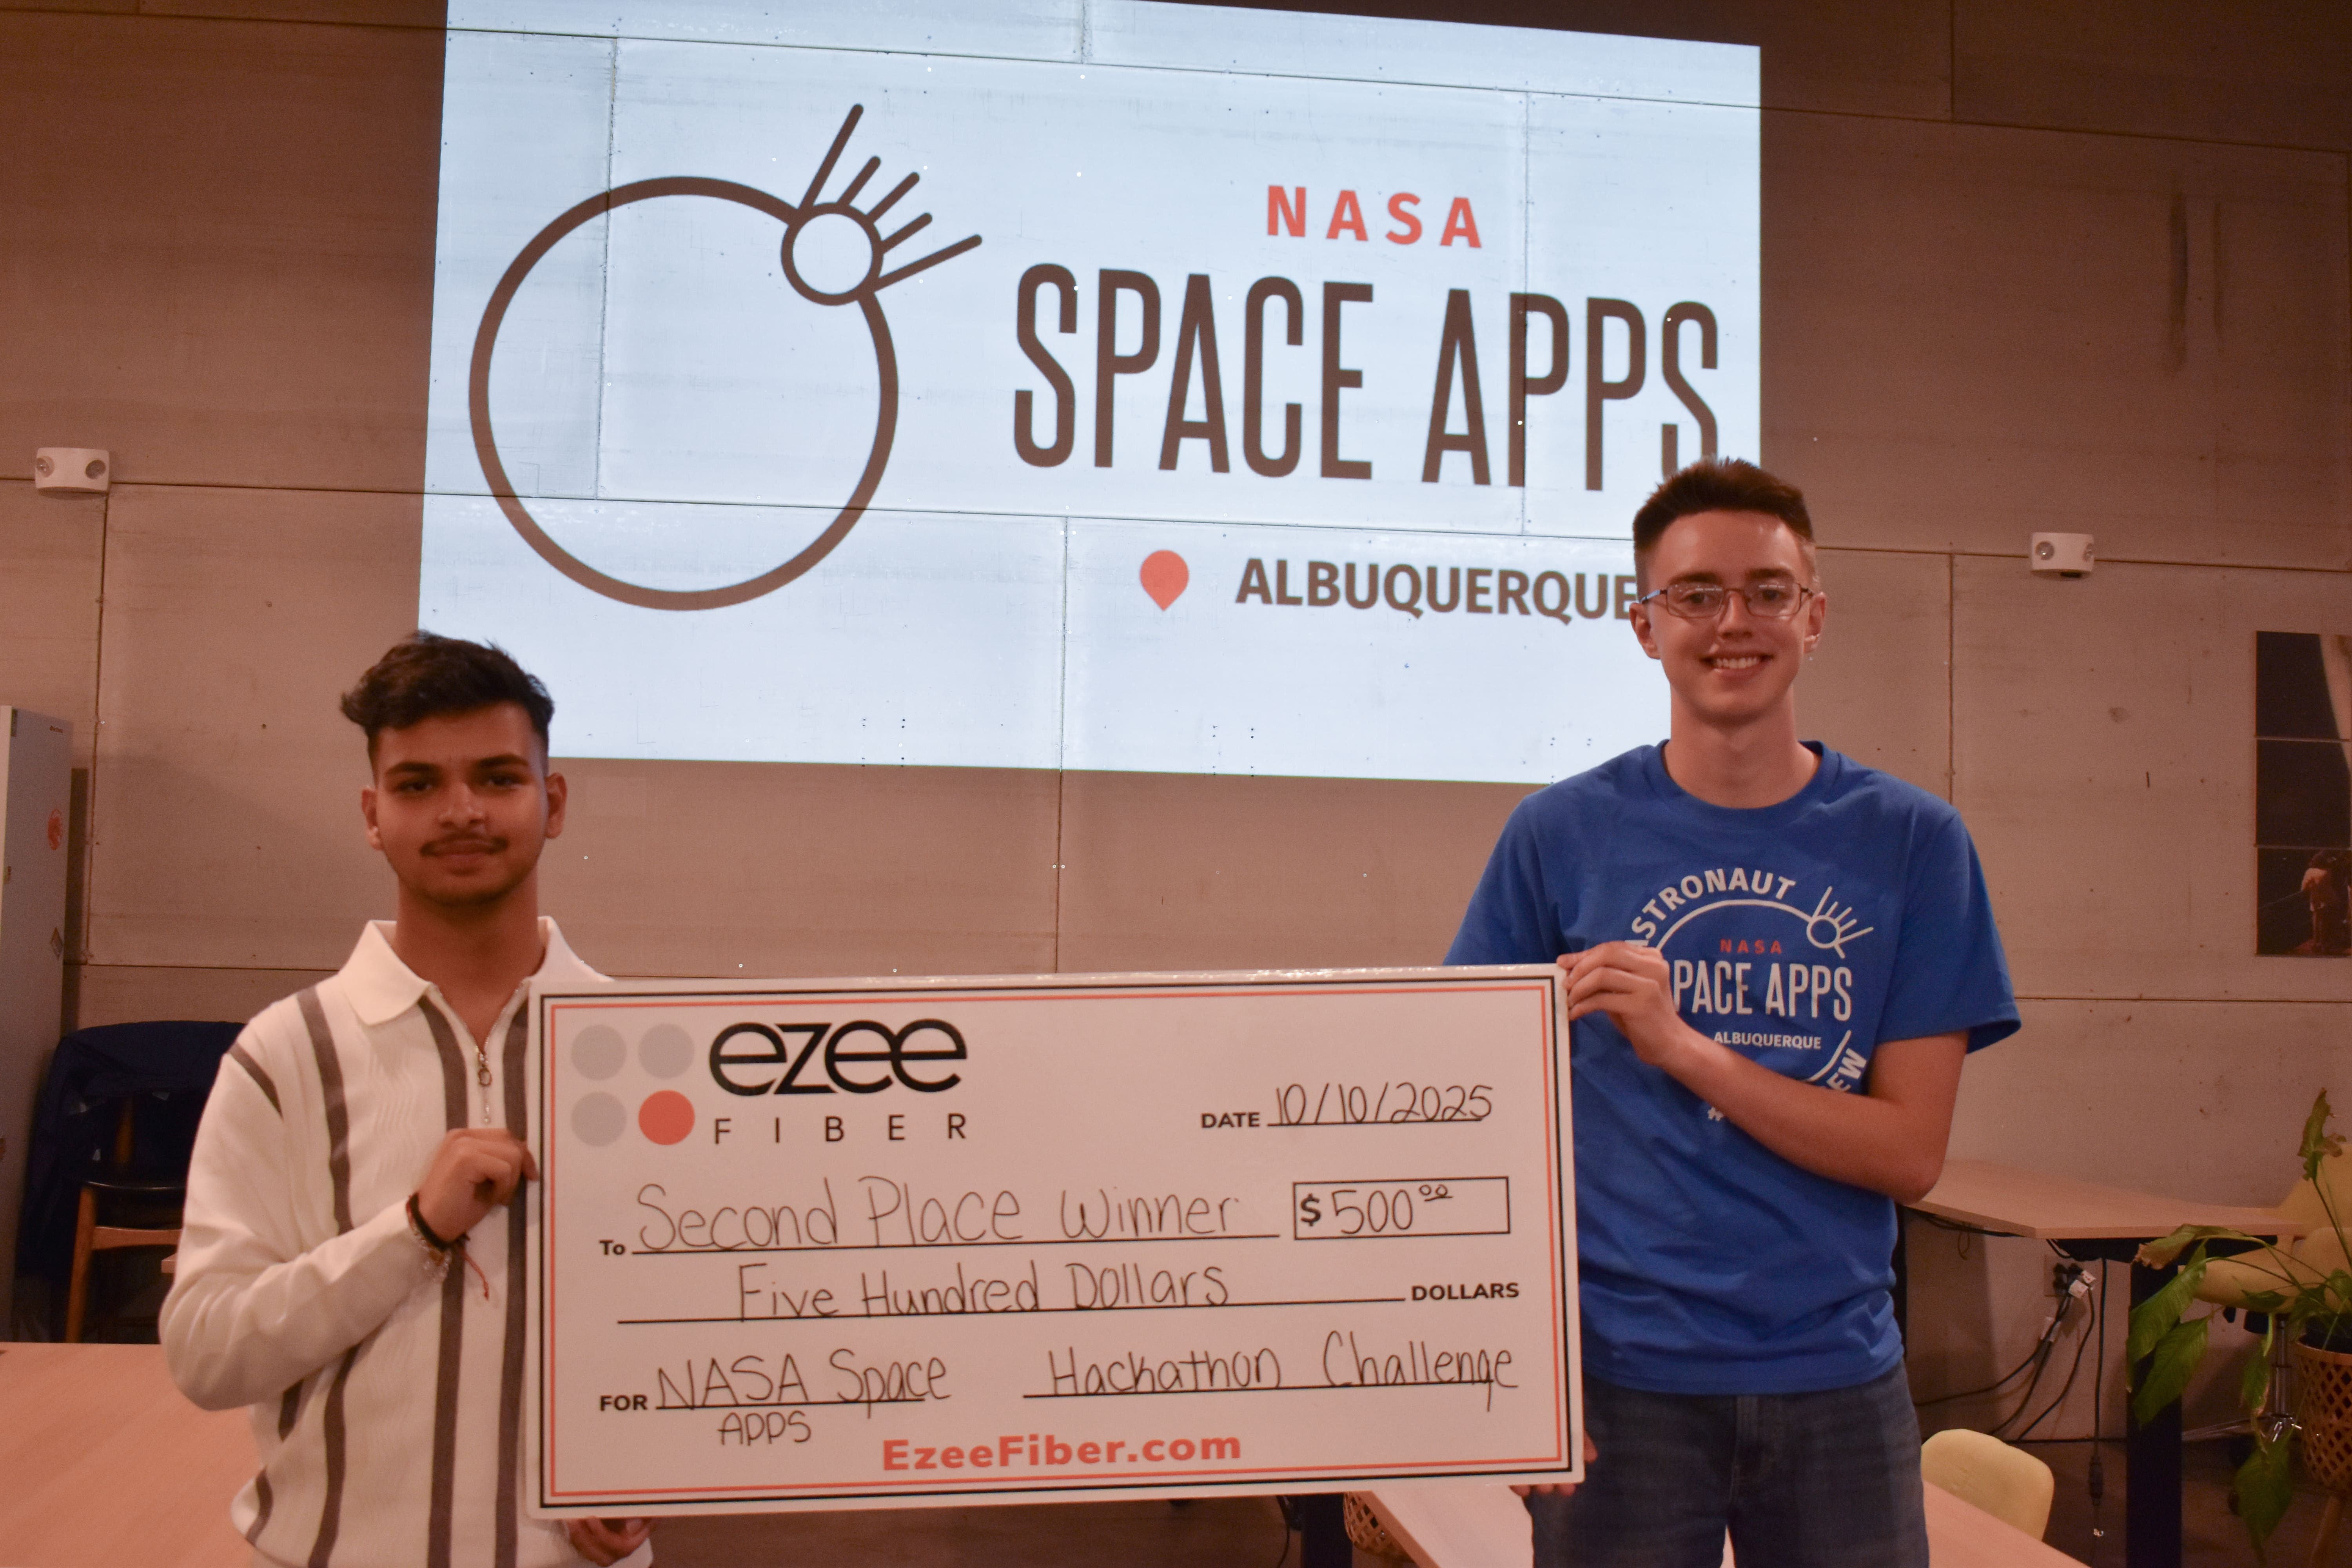 NASA
SPACE APPS
ALBUQUERQUE
ASTRONAUT
NASA
SPACE APPS
ALBUQUERQUE
ezee
FIBER
DATE 10/10/2025
To Second Place Winner $500.00
Five Hundred Dollars DOLLARS
FOR NASA Space Hackathon Challenge
APPS
EzeeFiber.com